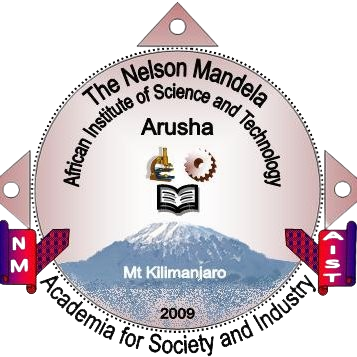 The Nelson Mandela
African Institute of Science and Technology
Arusha
Mt Kilimanjaro
NM
AIST
2009
Academia for Society and Industry